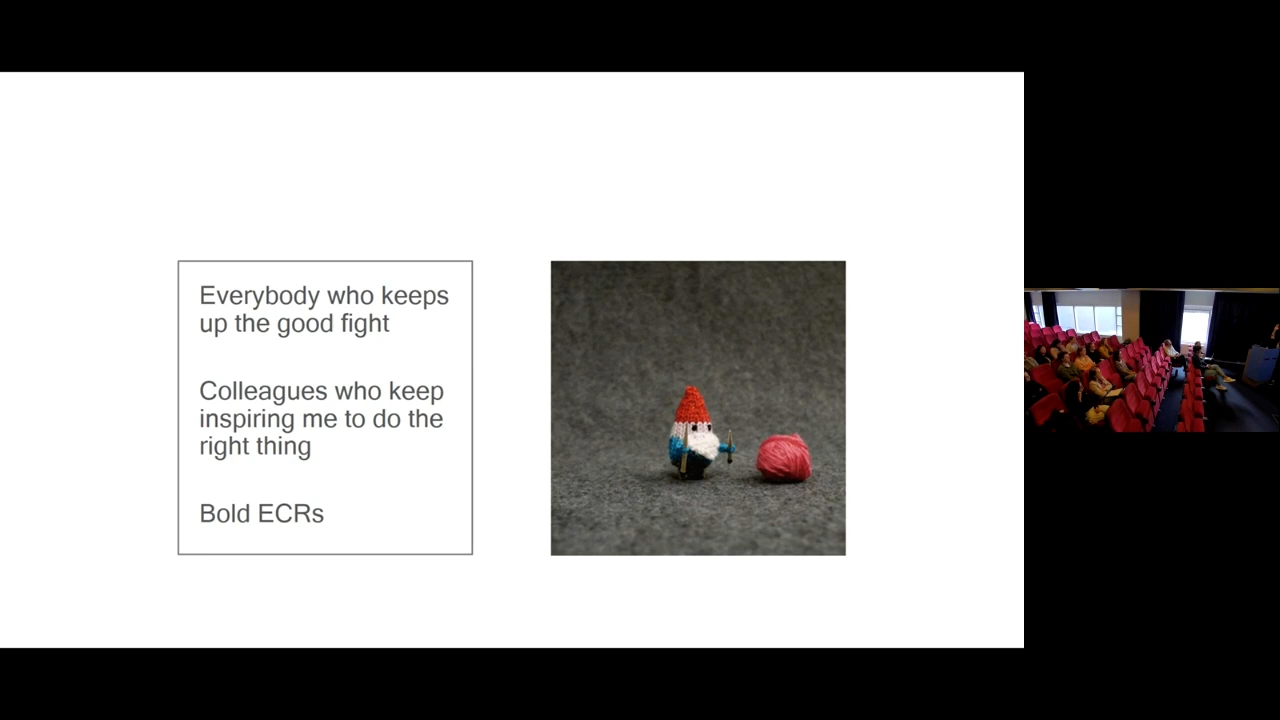 Everybody who keeps
up the good fight
Colleagues who keep
inspiring me to do the
right thing
Bold ECRs